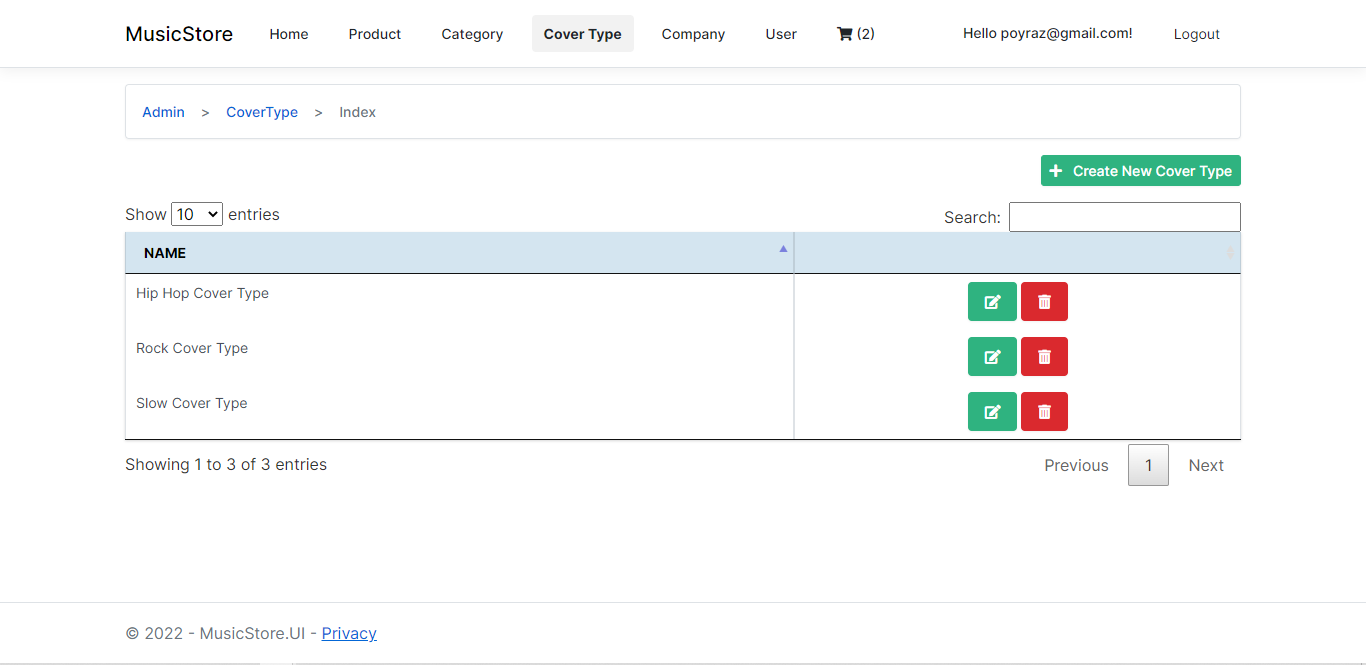 MusicStore Home Product Category Cover Type Company User (2) Hello poyraz@gmail.com! Logout
Admin > CoverType > Index
Create New Cover Type
Show 10 entries Search:
NAME
Hip Hop Cover Type
Rock Cover Type
Slow Cover Type
Showing 1 to 3 of 3 entries Previous 1 Next
© 2022 - MusicStore.UI - Privacy